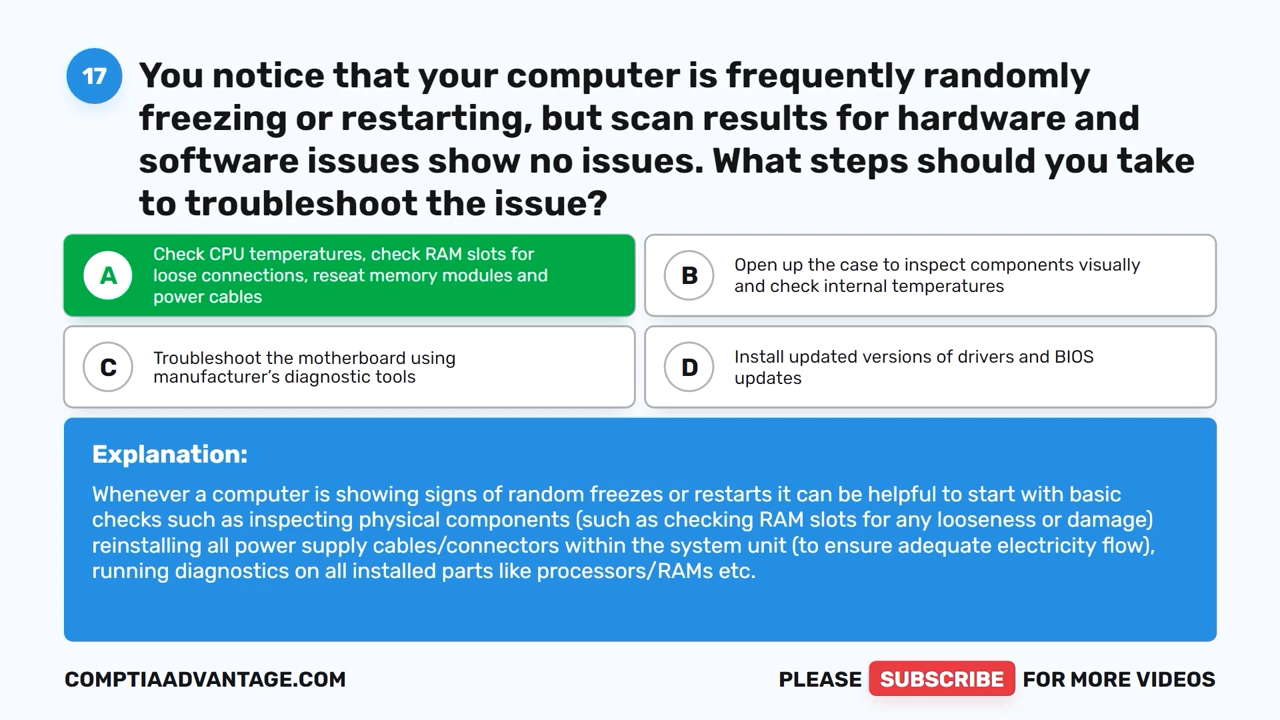 17
You notice that your computer is frequently randomly
freezing or restarting, but scan results for hardware and
software issues show no issues. What steps should you take
to troubleshoot the issue?
A
Check CPU temperatures, check RAM slots for
loose connections, reseat memory modules and
power cables
B
Open up the case to inspect components visually
and check internal temperatures
C
Troubleshoot the motherboard using
manufacturer’s diagnostic tools
D
Install updated versions of drivers and BIOS
updates
Explanation:
Whenever a computer is showing signs of random freezes or restarts it can be helpful to start with basic
checks such as inspecting physical components (such as checking RAM slots for any looseness or damage)
reinstalling all power supply cables/connectors within the system unit (to ensure adequate electricity flow),
running diagnostics on all installed parts like processors/RAMs etc.
COMPTIAADVANTAGE.COM
PLEASE SUBSCRIBE FOR MORE VIDEOS